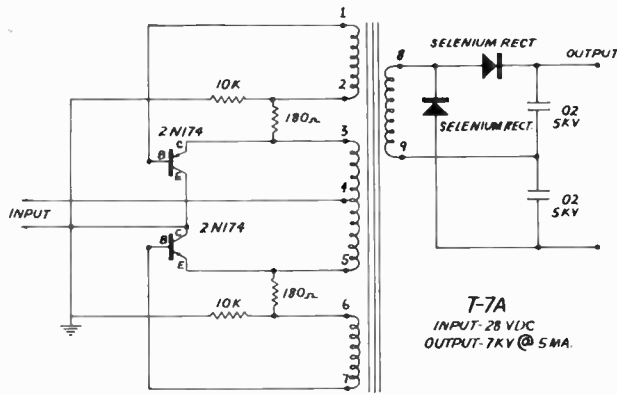 1
8
SELENIUM RECT
OUTPUT
10K
2
180Ω
2N174
3
C
B
E
SELENIUM RECT.
02
5KV
9
4
INPUT
2N174
C
B
E
02
5KV
5
180Ω
10K
6
7
T-7A
INPUT-28 VDC
OUTPUT-7KV @ 5MA.